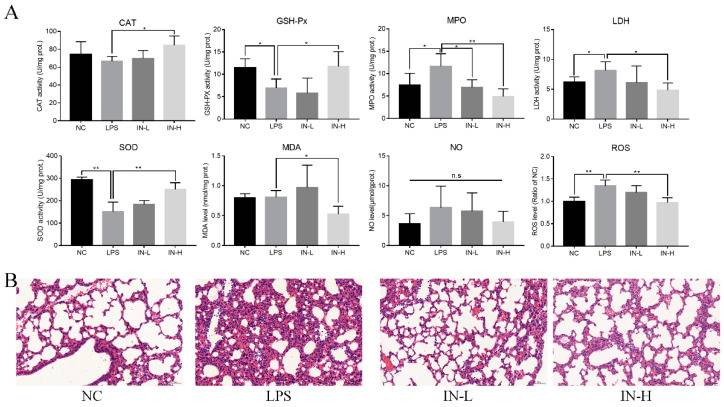 A
CAT
CAT activity (U/mg prot.)
100
80
60
40
20
0
*
NC LPS IN-L IN-H
GSH-Px
GSH-PX activity (U/mg prot.)
20
15
10
5
0
* *
NC LPS IN-L IN-H
MPO
MPO activity (U/mg prot.)
20
15
10
5
0
* * **
NC LPS IN-L IN-H
LDH
LDH activity (U/mg prot.)
15
10
5
0
* *
NC LPS IN-L IN-H
SOD
SOD activity (U/mg prot.)
400
300
200
100
0
** **
NC LPS IN-L IN-H
MDA
MDA level (nmol/mg prot.)
1.5
1.0
0.5
0.0
*
NC LPS IN-L IN-H
NO
NO level(μmol/gprot.)
15
10
5
0
n.s
NC LPS IN-L IN-H
ROS
ROS level (Ratio of NC)
2.0
1.5
1.0
0.5
0.0
** **
NC LPS IN-L IN-H
B
NC LPS IN-L IN-H